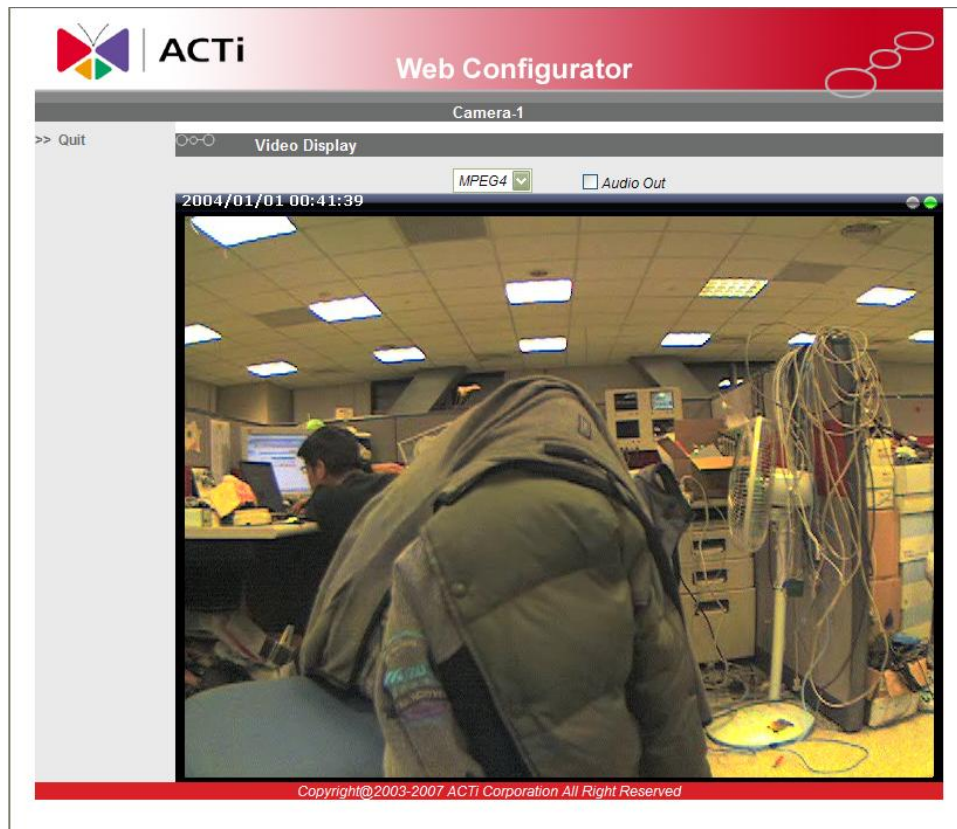 ACTi
Web Configurator
Camera-1
>> Quit
Video Display
MPEG4
Audio Out
2004/01/01 00:41:39
Copyright@2003-2007 ACTi Corporation All Right Reserved